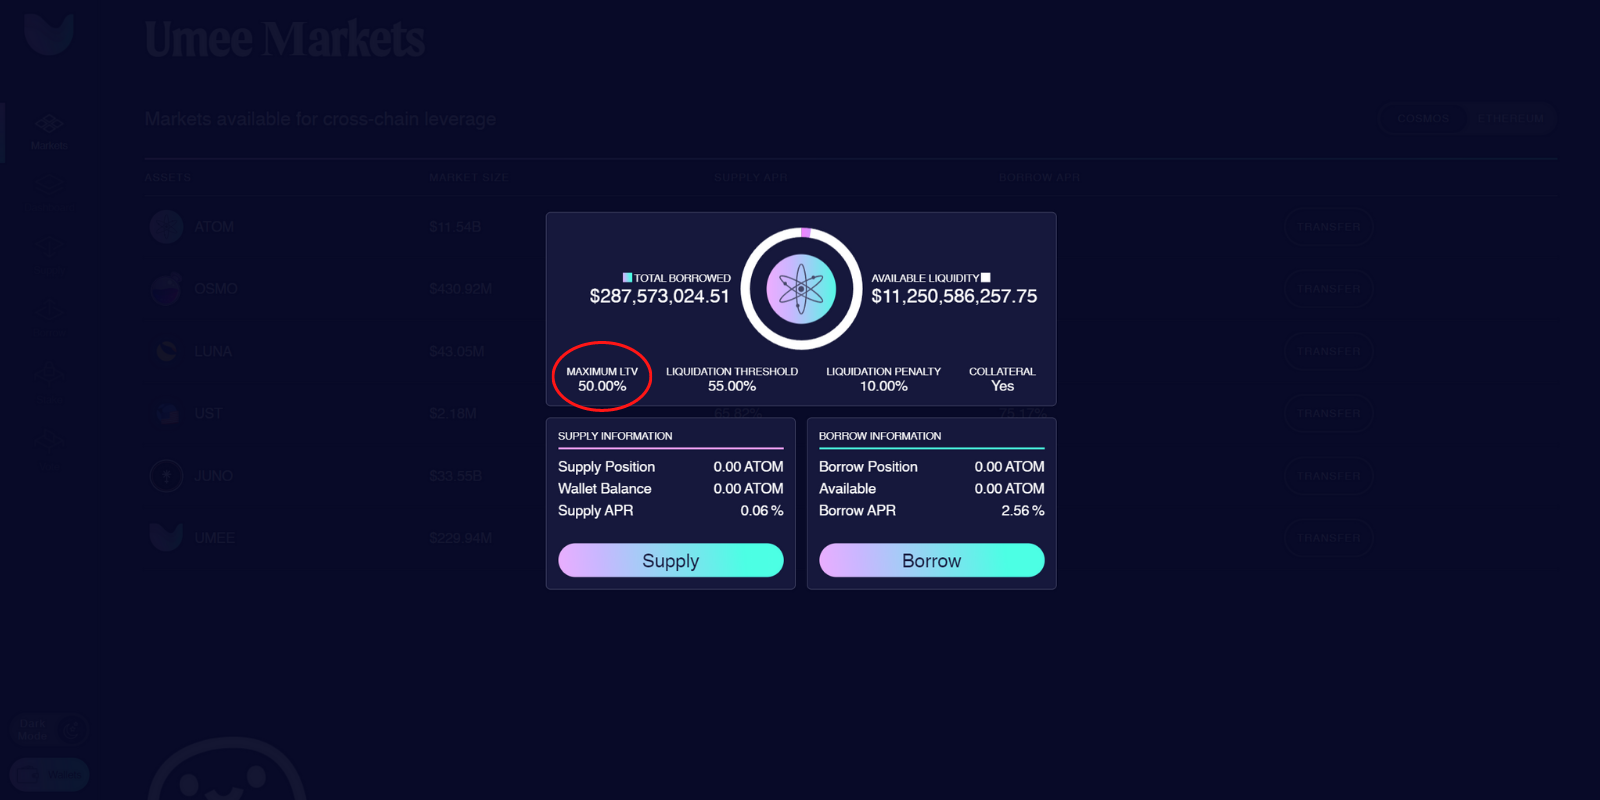 Umee Markets
Markets available for cross-chain leverage
COSMOS ETHEREUM
Markets
ASSETS MARKET SIZE SUPPLY APR BORROW APR
ATOM $11.54B TRANSFER
OSMO $430.92M TRANSFER
LUNA $43.05M TRANSFER
UST $2.18M 65.82% 75.17% TRANSFER
JUNO $33.55B TRANSFER
UMEE $229.94M TRANSFER
TOTAL BORROWED
$287,573,024.51
AVAILABLE LIQUIDITY
$11,250,586,257.75
MAXIMUM LTV
50.00%
LIQUIDATION THRESHOLD
55.00%
LIQUIDATION PENALTY
10.00%
COLLATERAL
Yes
SUPPLY INFORMATION
Supply Position 0.00 ATOM
Wallet Balance 0.00 ATOM
Supply APR 0.06 %
Supply
BORROW INFORMATION
Borrow Position 0.00 ATOM
Available 0.00 ATOM
Borrow APR 2.56 %
Borrow
Dark
Mode